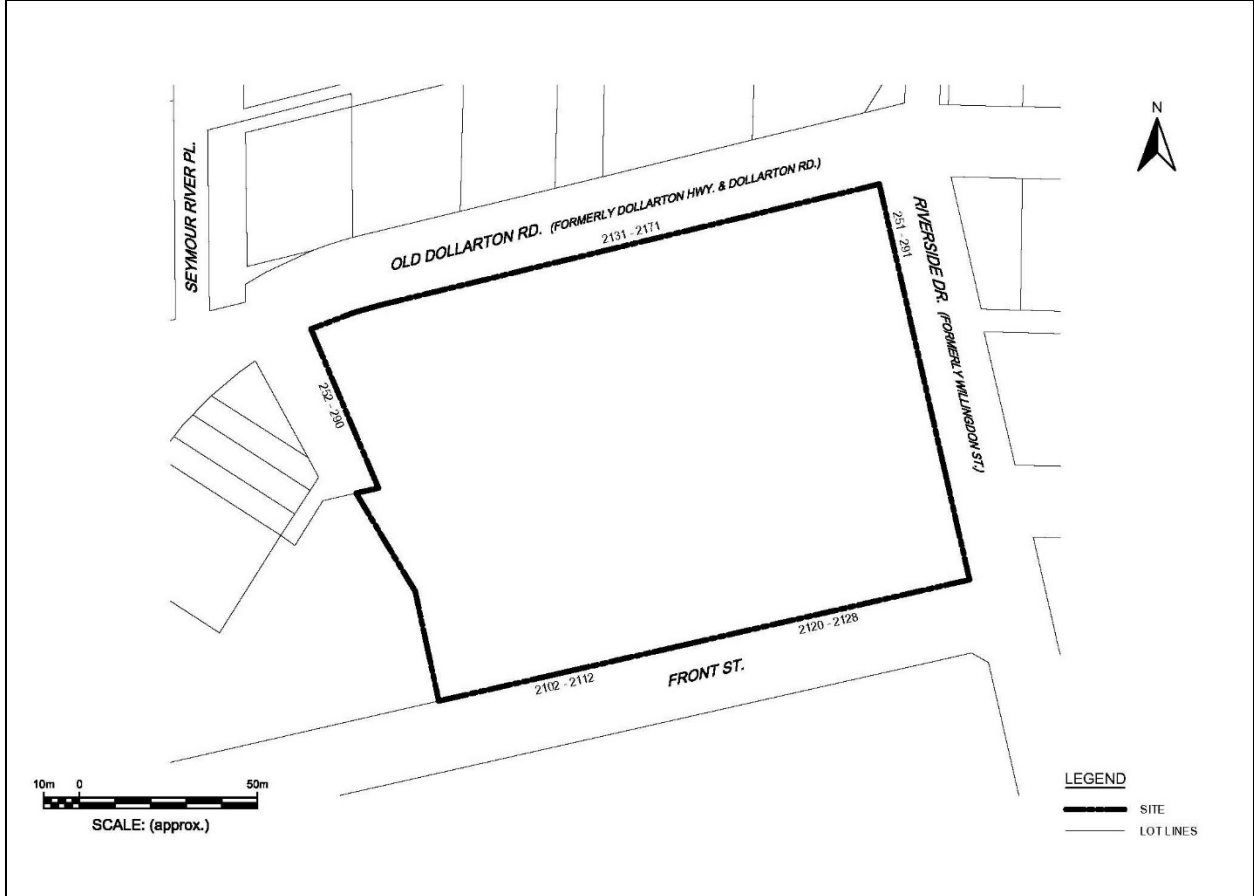 N
SEYMOUR RIVER PL.
OLD DOLLARTON RD. (FORMERLY DOLLARTON HWY. & DOLLARTON RD.)
2131 - 2171
251 - 291
RIVERSIDE DR. (FORMERLY WILLINGDON ST.)
252 - 290
2120 - 2128
2102 - 2112
FRONT ST.
10m 0 50m
SCALE: (approx.)
LEGEND
SITE
LOT LINES